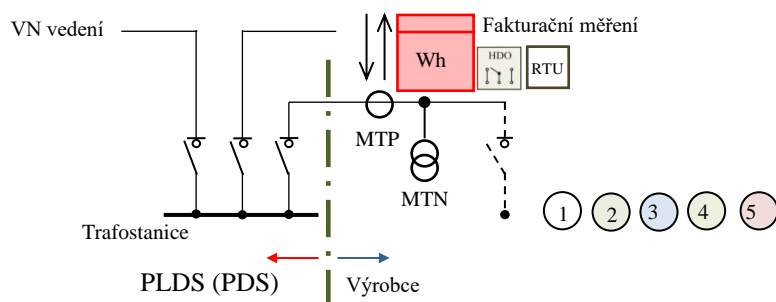 VN vedení
Fakturační měření
Wh
HDO
RTU
MTP
MTN
1 2 3 4 5
Trafostanice
PLDS (PDS)
Výrobce